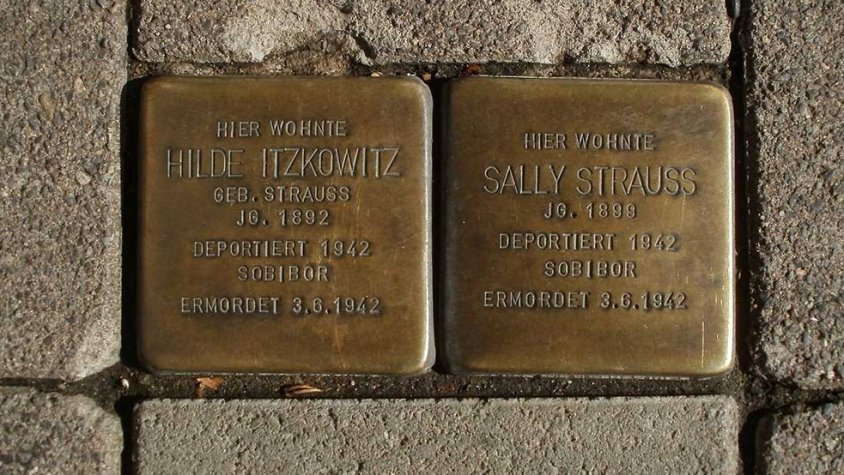 HIER WOHNTE
HILDE ITZKOWITZ
GEB. STRAUSS
JG. 1892
DEPORTIERT 1942
SOBIBOR
ERMORDET 3.6.1942
HIER WOHNTE
SALLY STRAUSS
JG. 1899
DEPORTIERT 1942
SOBIBOR
ERMORDET 3.6.1942